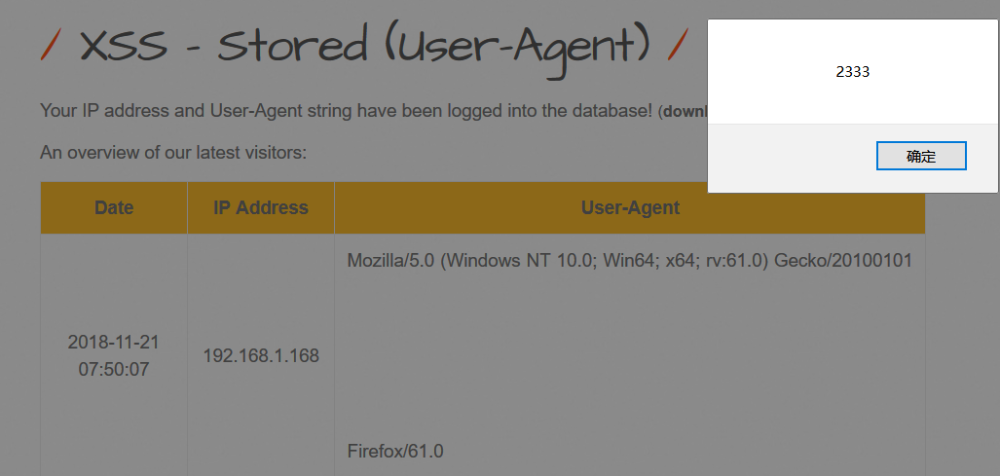 / XSS - Stored (User-Agent) /
2333
确定
Your IP address and User-Agent string have been logged into the database! (downl
An overview of our latest visitors:
Date IP Address User-Agent
Mozilla/5.0 (Windows NT 10.0; Win64; x64; rv:61.0) Gecko/20100101
2018-11-21
07:50:07
192.168.1.168
Firefox/61.0